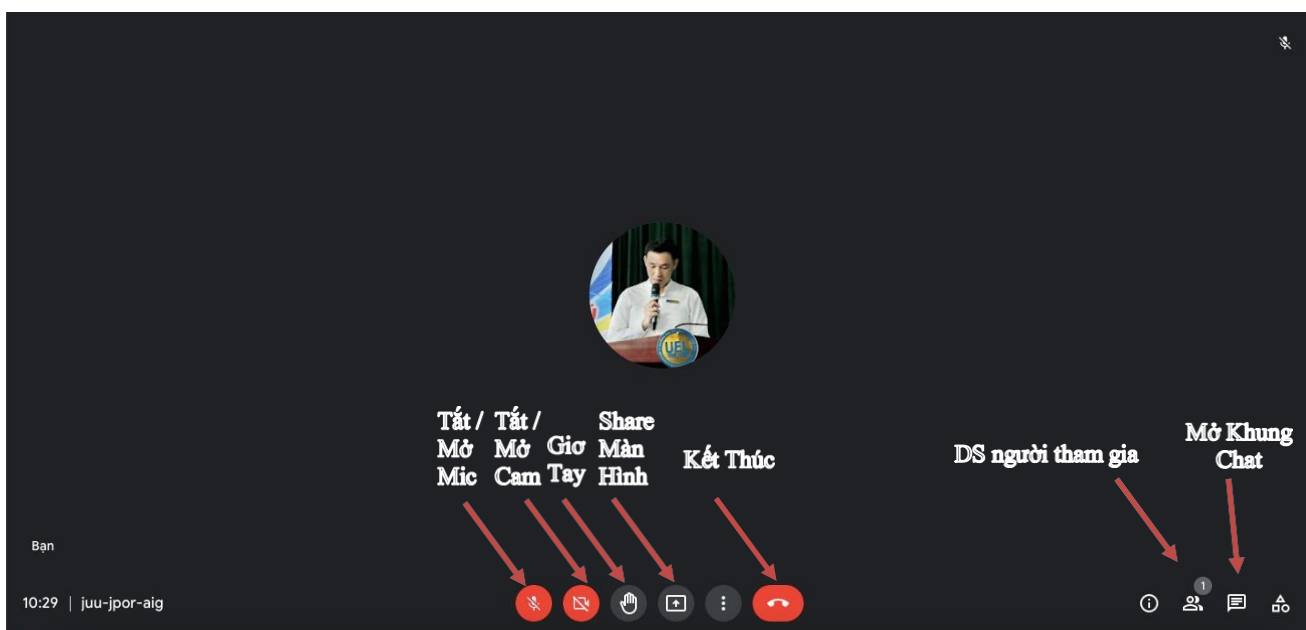 Tắt /
Mở
Mic
Tắt /
Mở
Cam
Giơ
Tay
Share
Màn
Hình
Kết Thúc
DS người tham gia
Mở Khung
Chat
UEL
Bạn
1
10:29 | juu-jpor-aig